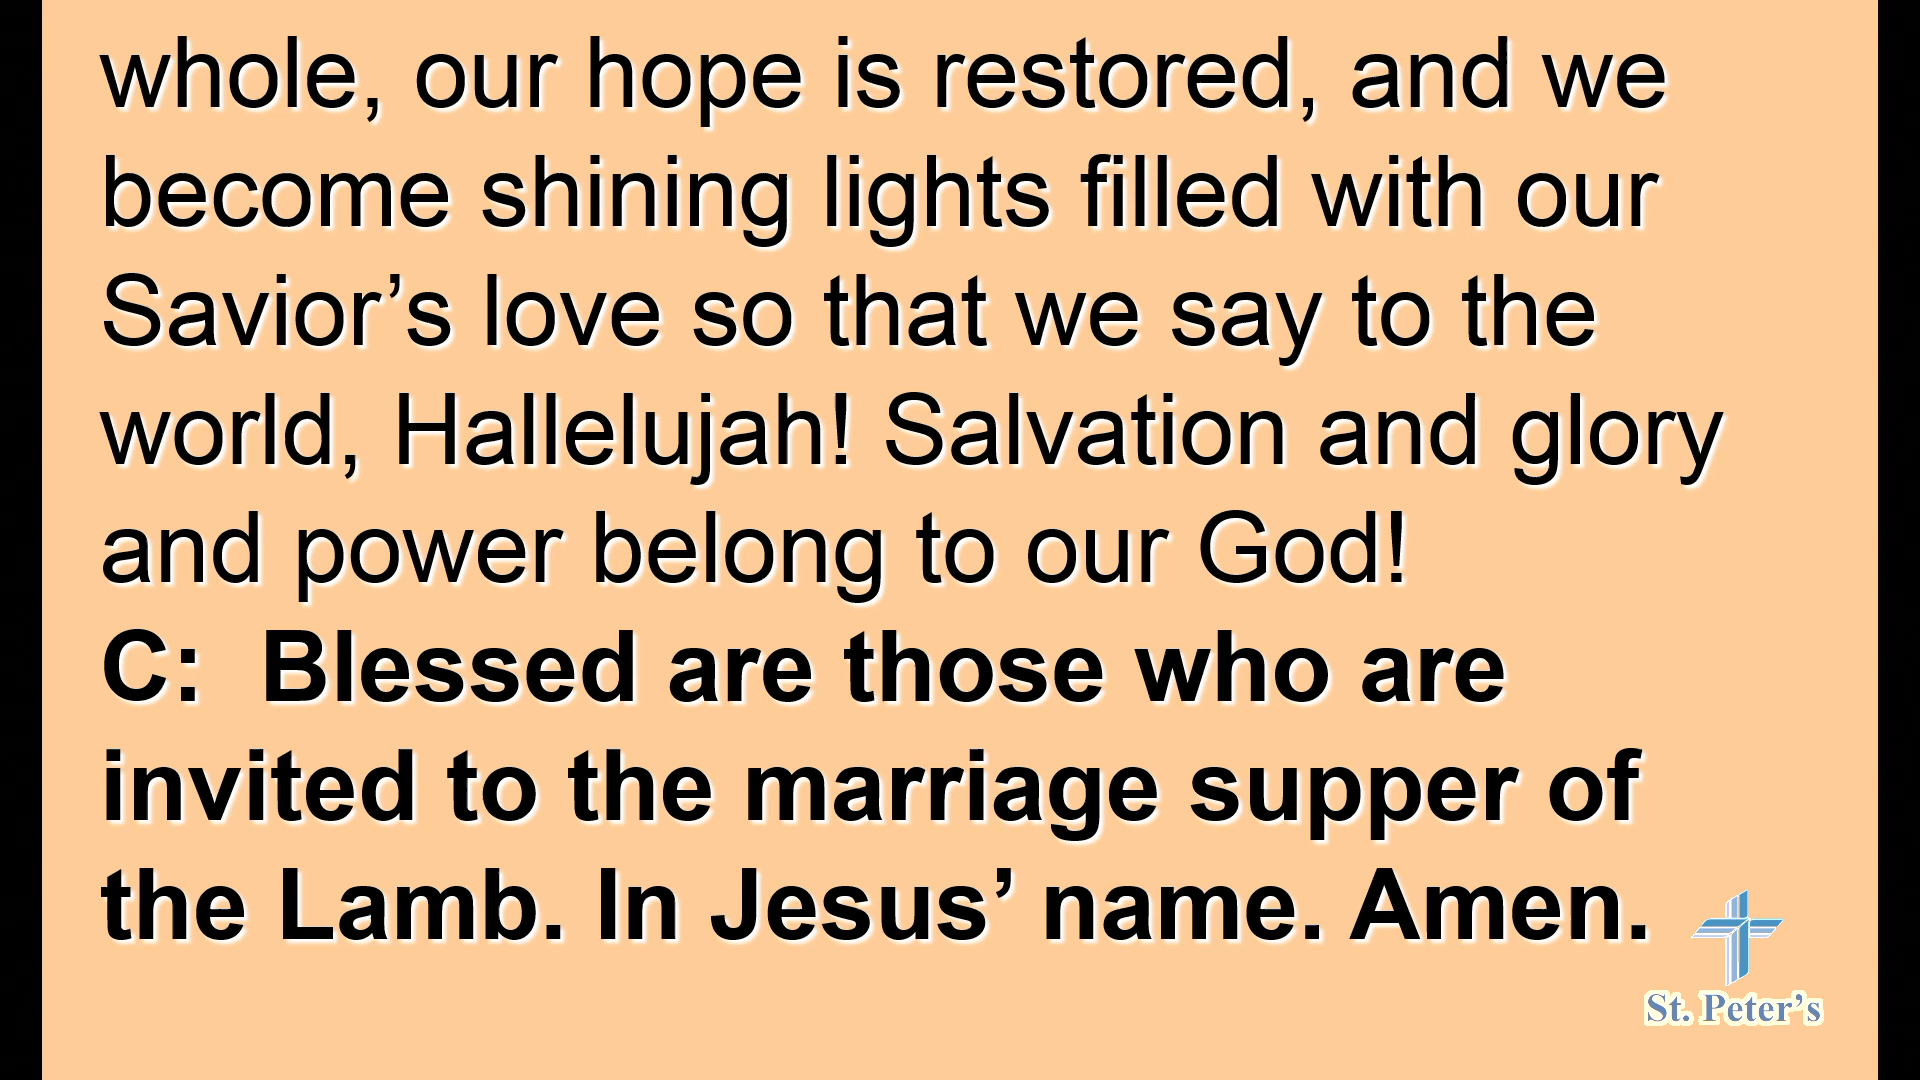 whole, our hope is restored, and we
become shining lights filled with our
Savior’s love so that we say to the
world, Hallelujah! Salvation and glory
and power belong to our God!
C:  Blessed are those who are
invited to the marriage supper of
the Lamb. In Jesus’ name. Amen.
St. Peter’s